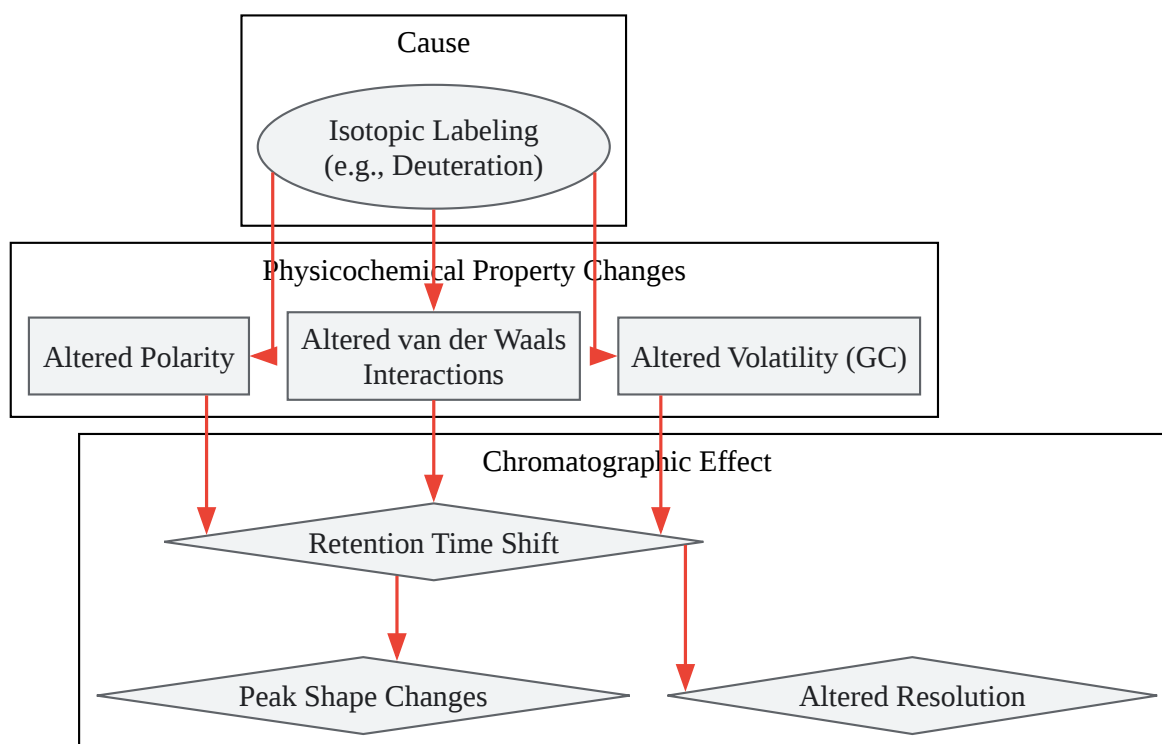 Cause
Isotopic Labeling
(e.g., Deuteration)
Physicochemical Property Changes
Altered Polarity
Altered van der Waals
Interactions
Altered Volatility (GC)
Chromatographic Effect
Retention Time Shift
Peak Shape Changes
Altered Resolution